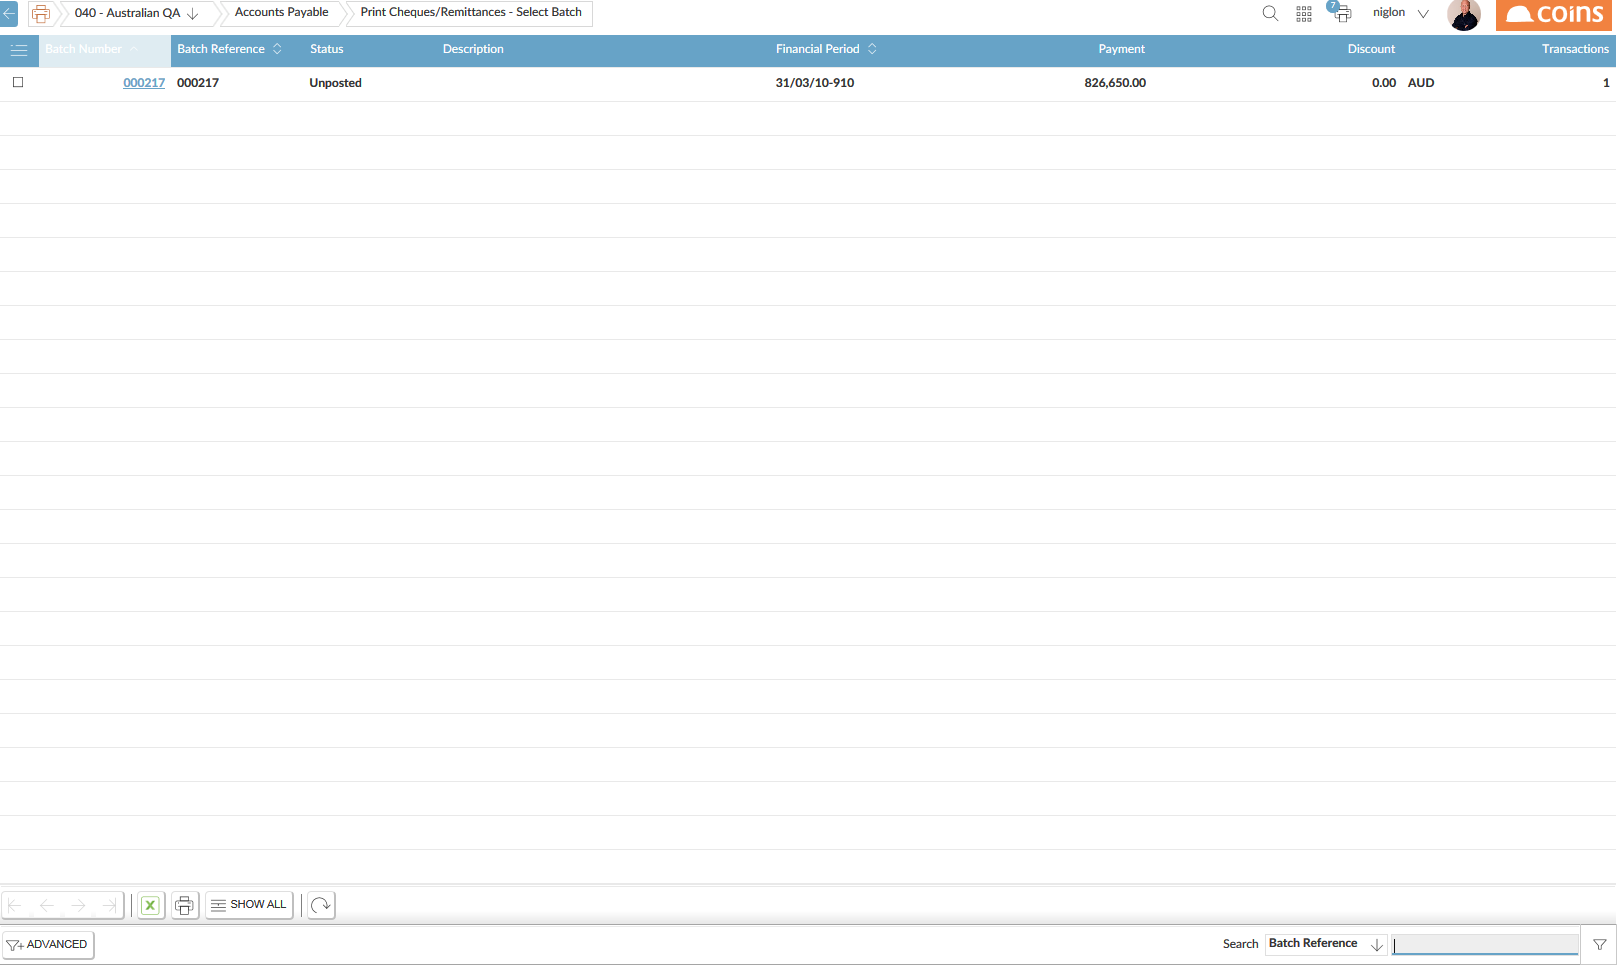 040 - Australian QA Accounts Payable Print Cheques/Remittances - Select Batch 7 niglon coins
Batch Number Batch Reference Status Description Financial Period Payment Discount Transactions
000217 000217 Unposted 31/03/10-910 826,650.00 0.00 AUD 1
SHOW ALL
ADVANCED Search Batch Reference